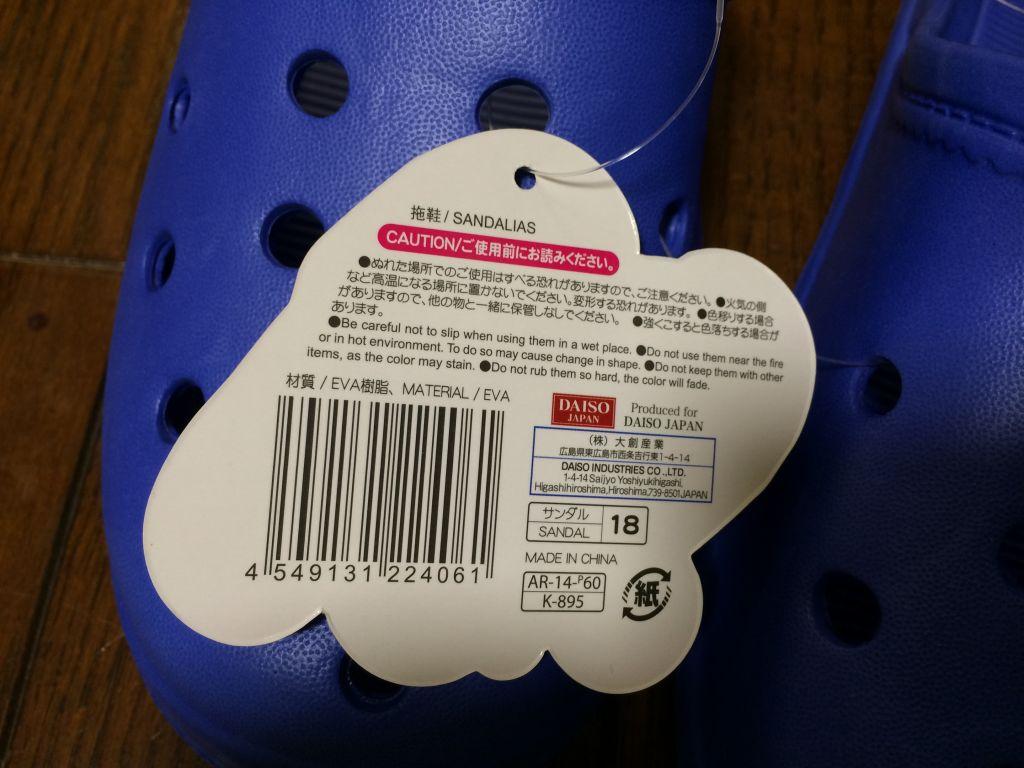 拖鞋 / SANDALIAS
CAUTION/ご使用前にお読みください。
●ぬれた場所でのご使用はすべる恐れがありますので、ご注意ください。●火気の側
など高温になる場所に置かないでください。変形する恐れがあります。●色移りする場合
がありますので、他の物と一緒に保管しなしでください。●強くこすると色落ちする場合が
あります。
●Be careful not to slip when using them in a wet place. ●Do not use them near the fire
or in hot environment. To do so may cause change in shape. ●Do not keep them with other
items, as the color may stain. ●Do not rub them so hard, the color will fade.
材質 / EVA樹脂、MATERIAL / EVA
DAISO
JAPAN
Produced for
DAISO JAPAN
(株) 大創産業
広島県東広島市西条吉行東1-4-14
DAISO INDUSTRIES CO.,LTD.
1-4-14 Saijyo Yoshiyukihigashi,
Higashihiroshima,Hiroshima,739-8501JAPAN
サンダル
SANDAL
18
MADE IN CHINA
AR-14-P60
K-895
紙
4 549131 224061